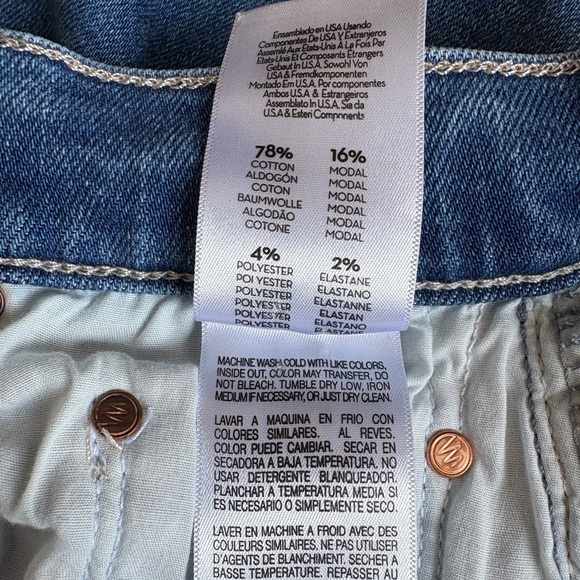 Ensamblado en USA Usando
Componentes De USA Y Extranjeros
Assemblé Aux États-Unis À La Fois Par
États-Unis Et Composants Étrangers
Gebaut In U.S.A. Sowohl Von
USA & Fremdkomponenten
Montado Em U.S.A. Por componentes
Ambos U.S.A & Estrangeiros
Assemblato In U.S.A. Sia da
U.S.A & Esteri Componenti
78%
COTTON
ALDOGÓN
COTON
BAUMWOLLE
ALGODÃO
COTONE
16%
MODAL
MODAL
MODAL
MODAL
MODAL
MODAL
4%
POLYESTER
POLYESTER
POLYESTER
POLYESTER
POLYESTER
POLYESTER
2%
ELASTANE
ELASTANO
ELASTANNE
ELASTAN
ELASTANO
ELASTANE
MACHINE WASH COLD WITH LIKE COLORS,
INSIDE OUT, COLOR MAY TRANSFER, DO
NOT BLEACH. TUMBLE DRY LOW, IRON
MEDIUM IF NECESSARY, OR JUST DRY CLEAN.
LAVAR A MAQUINA EN FRIO CON
COLORES SIMILARES. AL REVES.
COLOR PUEDE CAMBIAR. SECAR EN
SECADORA A BAJA TEMPERATURA. NO
USAR DETERGENTE BLANQUEADOR.
PLANCHAR A TEMPERATURA MEDIA SI
ES NECESARIO O SIMPLEMENTE SECO.
LAVER EN MACHINE A FROID AVEC DES
COULEURS SIMILAIRES. NE PAS UTILISER
D'AGENTS DE BLANCHIMENT. SECHER A
BASSE TEMPERATURE. REPASSER AU